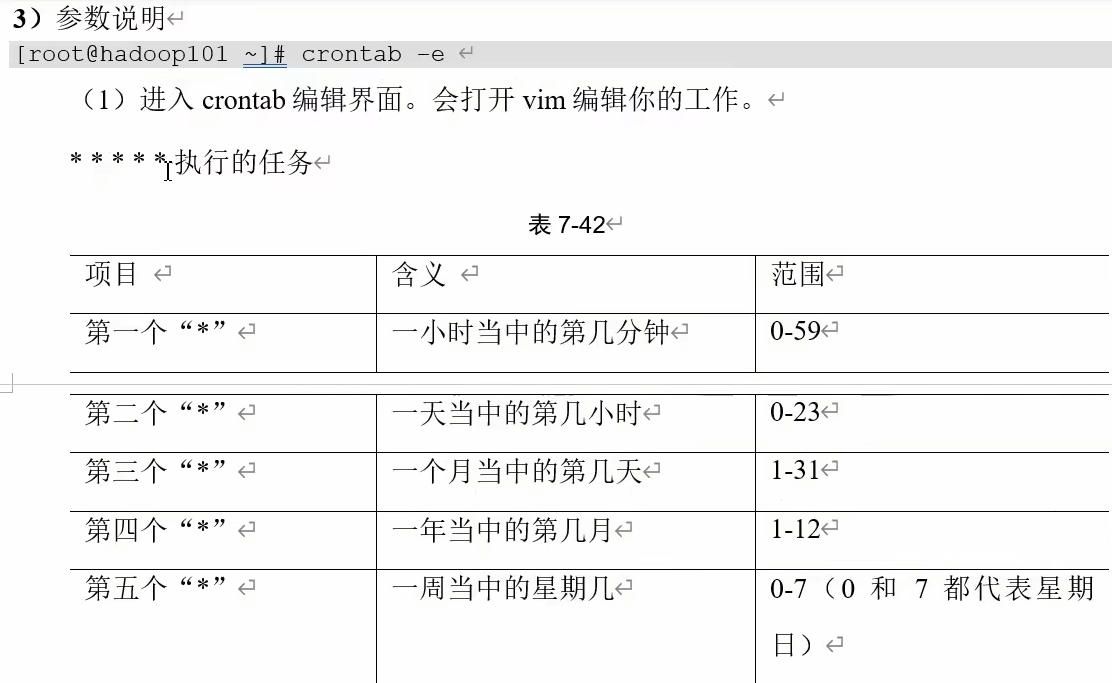 3）参数说明
[root@hadoop101 ~]# crontab -e
（1）进入 crontab 编辑界面。会打开 vim 编辑你的工作。
* * * * * 执行的任务
表 7-42
项目 含义 范围
第一个“*” 一小时当中的第几分钟 0-59
第二个“*” 一天当中的第几小时 0-23
第三个“*” 一个月当中的第几天 1-31
第四个“*” 一年当中的第几月 1-12
第五个“*” 一周当中的星期几 0-7（0 和 7 都代表星期
日）